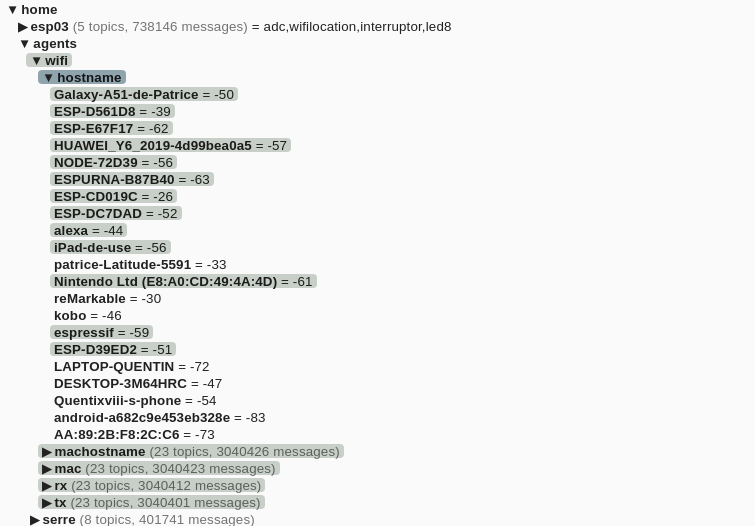 ▼ home
▶ esp03 (5 topics, 738146 messages) = adc,wifilocation,interruptor,led8
▼ agents
▼ wifi
▼ hostname
Galaxy-A51-de-Patrice = -50
ESP-D561D8 = -39
ESP-E67F17 = -62
HUAWEI_Y6_2019-4d99bea0a5 = -57
NODE-72D39 = -56
ESPURNA-B87B40 = -63
ESP-CD019C = -26
ESP-DC7DAD = -52
alexa = -44
iPad-de-use = -56
patrice-Latitude-5591 = -33
Nintendo Ltd (E8:A0:CD:49:4A:4D) = -61
reMarkable = -30
kobo = -46
espressif = -59
ESP-D39ED2 = -51
LAPTOP-QUENTIN = -72
DESKTOP-3M64HRC = -47
Quentixviii-s-phone = -54
android-a682c9e453eb328e = -83
AA:89:2B:F8:2C:C6 = -73
▶ machostname (23 topics, 3040426 messages)
▶ mac (23 topics, 3040423 messages)
▶ rx (23 topics, 3040412 messages)
▶ tx (23 topics, 3040401 messages)
▶ serre (8 topics, 401741 messages)